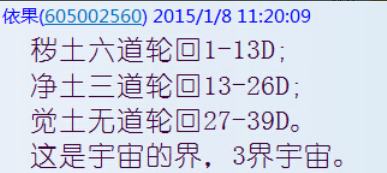 依果(605002560) 2015/1/8 11:20:09
秽土六道轮回1-13D;
净土三道轮回13-26D;
觉土无道轮回27-39D。
这是宇宙的界，3界宇宙。